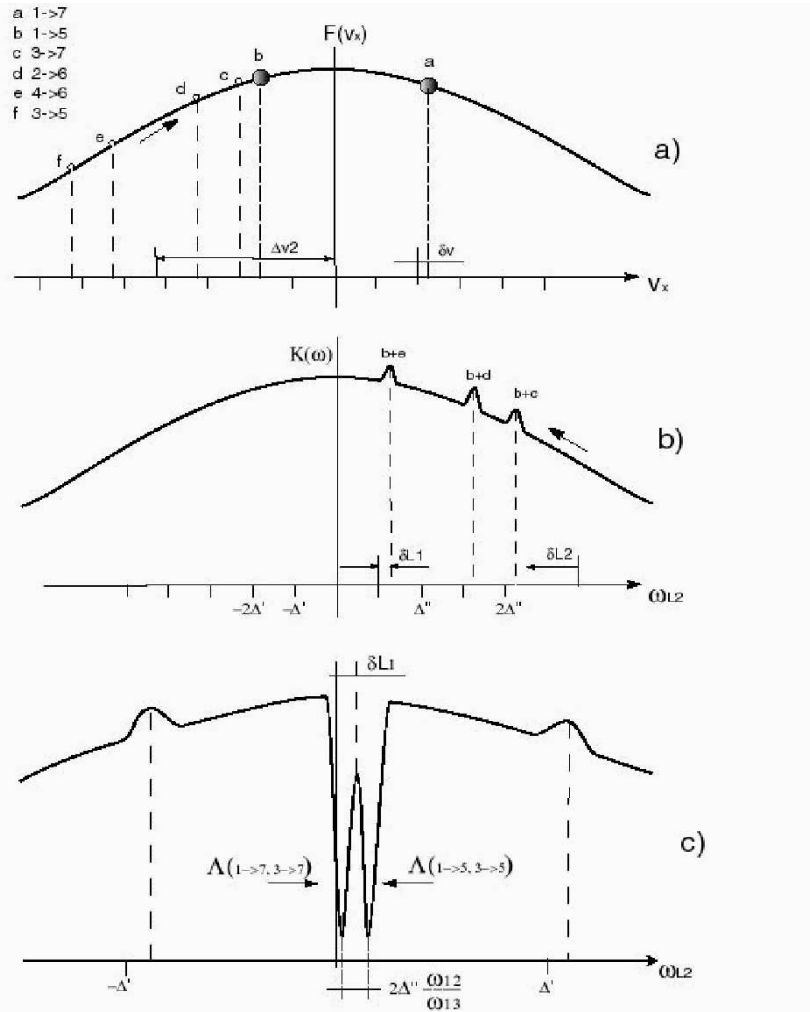 a 1->7
b 1->5
c 3->7
d 2->6
e 4->6
f 3->5
F(vx)
b
a
c
d
e
f
a)
Δv2
δv
vx
K(ω)
b+e
b+d
b+c
b)
δL1
δL2
−2Δ'
−Δ'
Δ"
2Δ"
ωL2
δL1
c)
Λ(1−>7, 3−>7)
Λ(1−>5, 3−>5)
−Δ'
Δ'
ωL2
2Δ" ω12/ω13